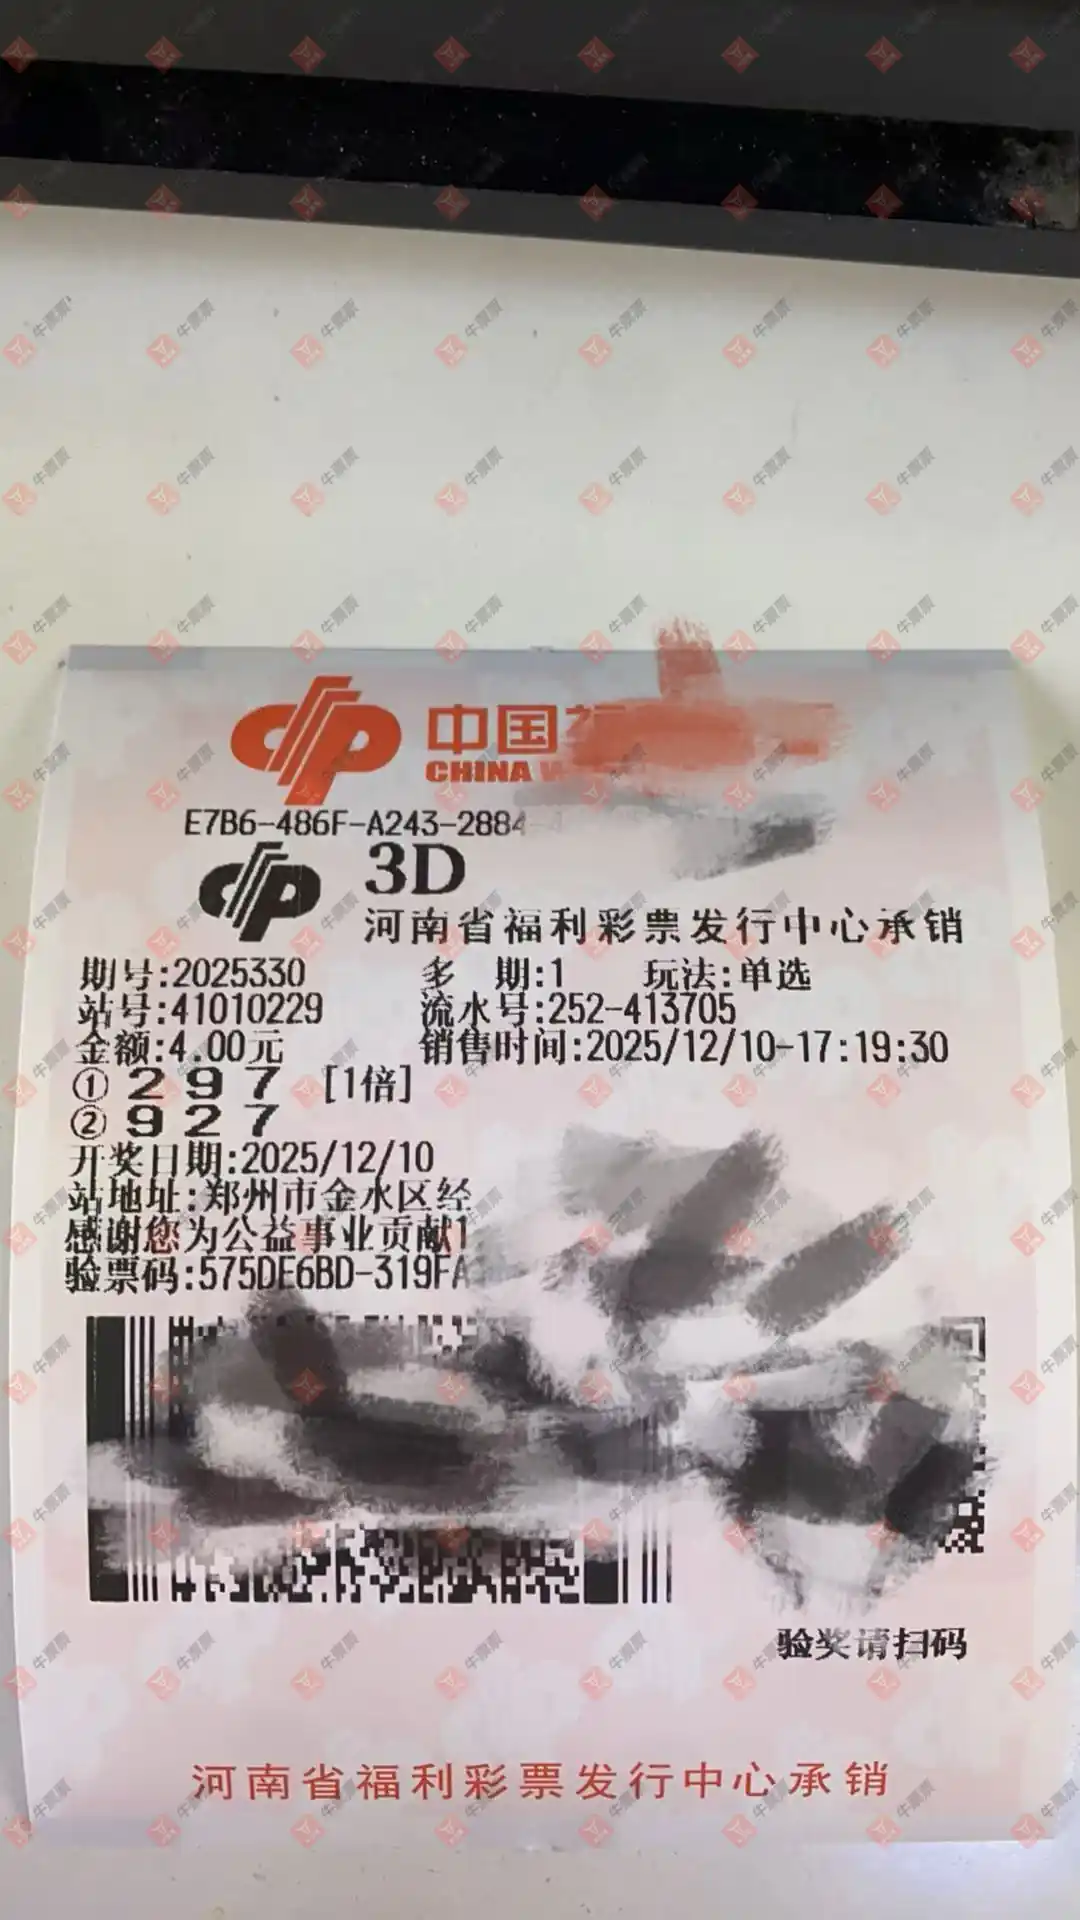 中国
CHINA
E7B6-486F-A243-2884
3D
河南省福利彩票发行中心承销
期号:2025330 多 期:1 玩法:单选
站号:41010229 流水号:252-413705
金额:4.00元 销售时间:2025/12/10-17:19:30
① 2 9 7 [1倍]
② 9 2 7
开奖日期:2025/12/10
站地址:郑州市金水区经
感谢您为公益事业贡献1
验票码:575DE6BD-319FA
验奖请扫码
河南省福利彩票发行中心承销
牛票票